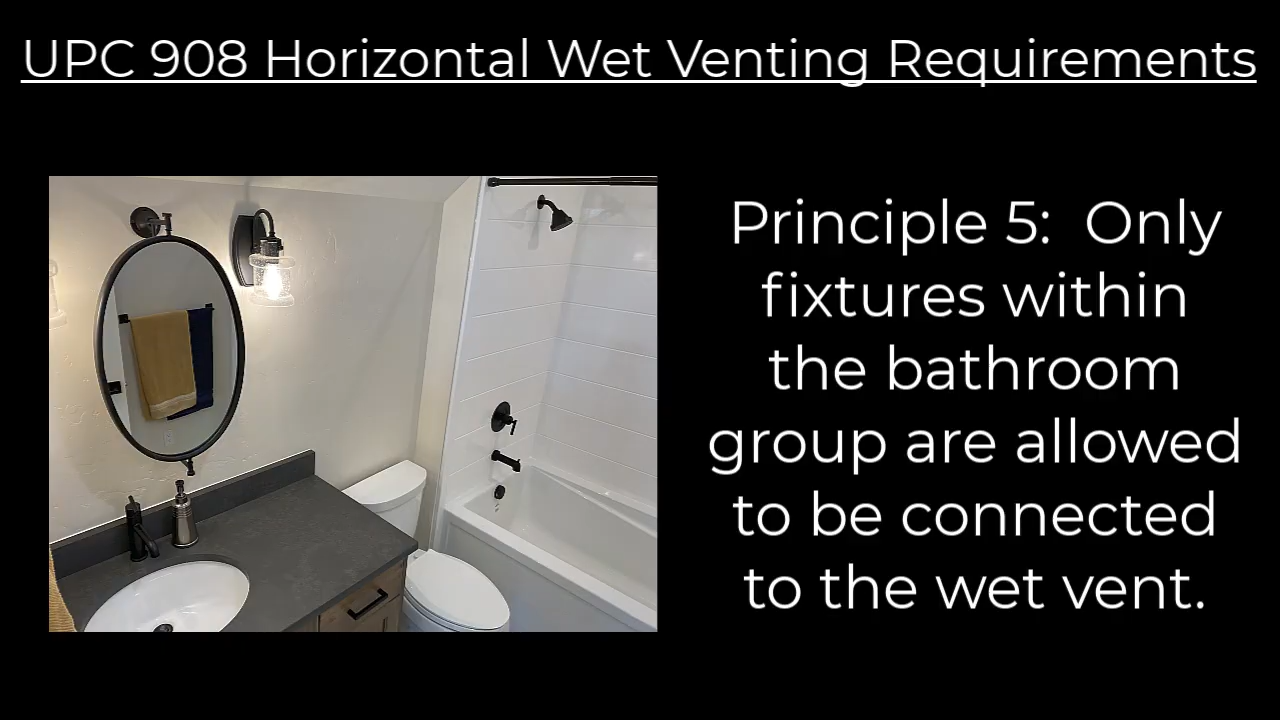 UPC 908 Horizontal Wet Venting Requirements
Principle 5:  Only
fixtures within
the bathroom
group are allowed
to be connected
to the wet vent.